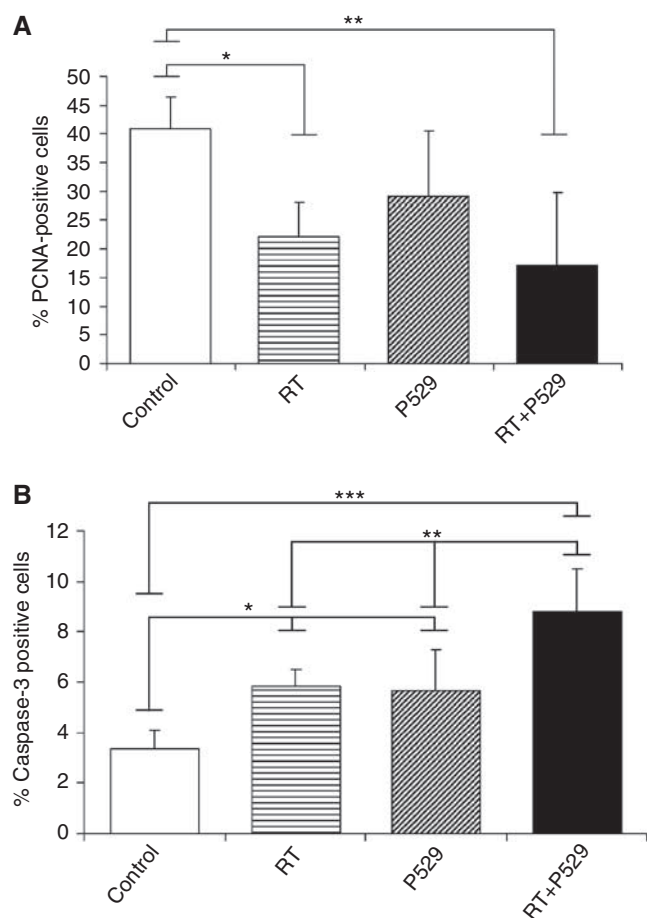 A
**
*
50
45
40
35
30
25
20
15
10
5
0
% PCNA-positive cells
Control
RT
P529
RT+P529
B
***
**
*
12
10
8
6
4
2
0
% Caspase-3 positive cells
Control
RT
P529
RT+P529